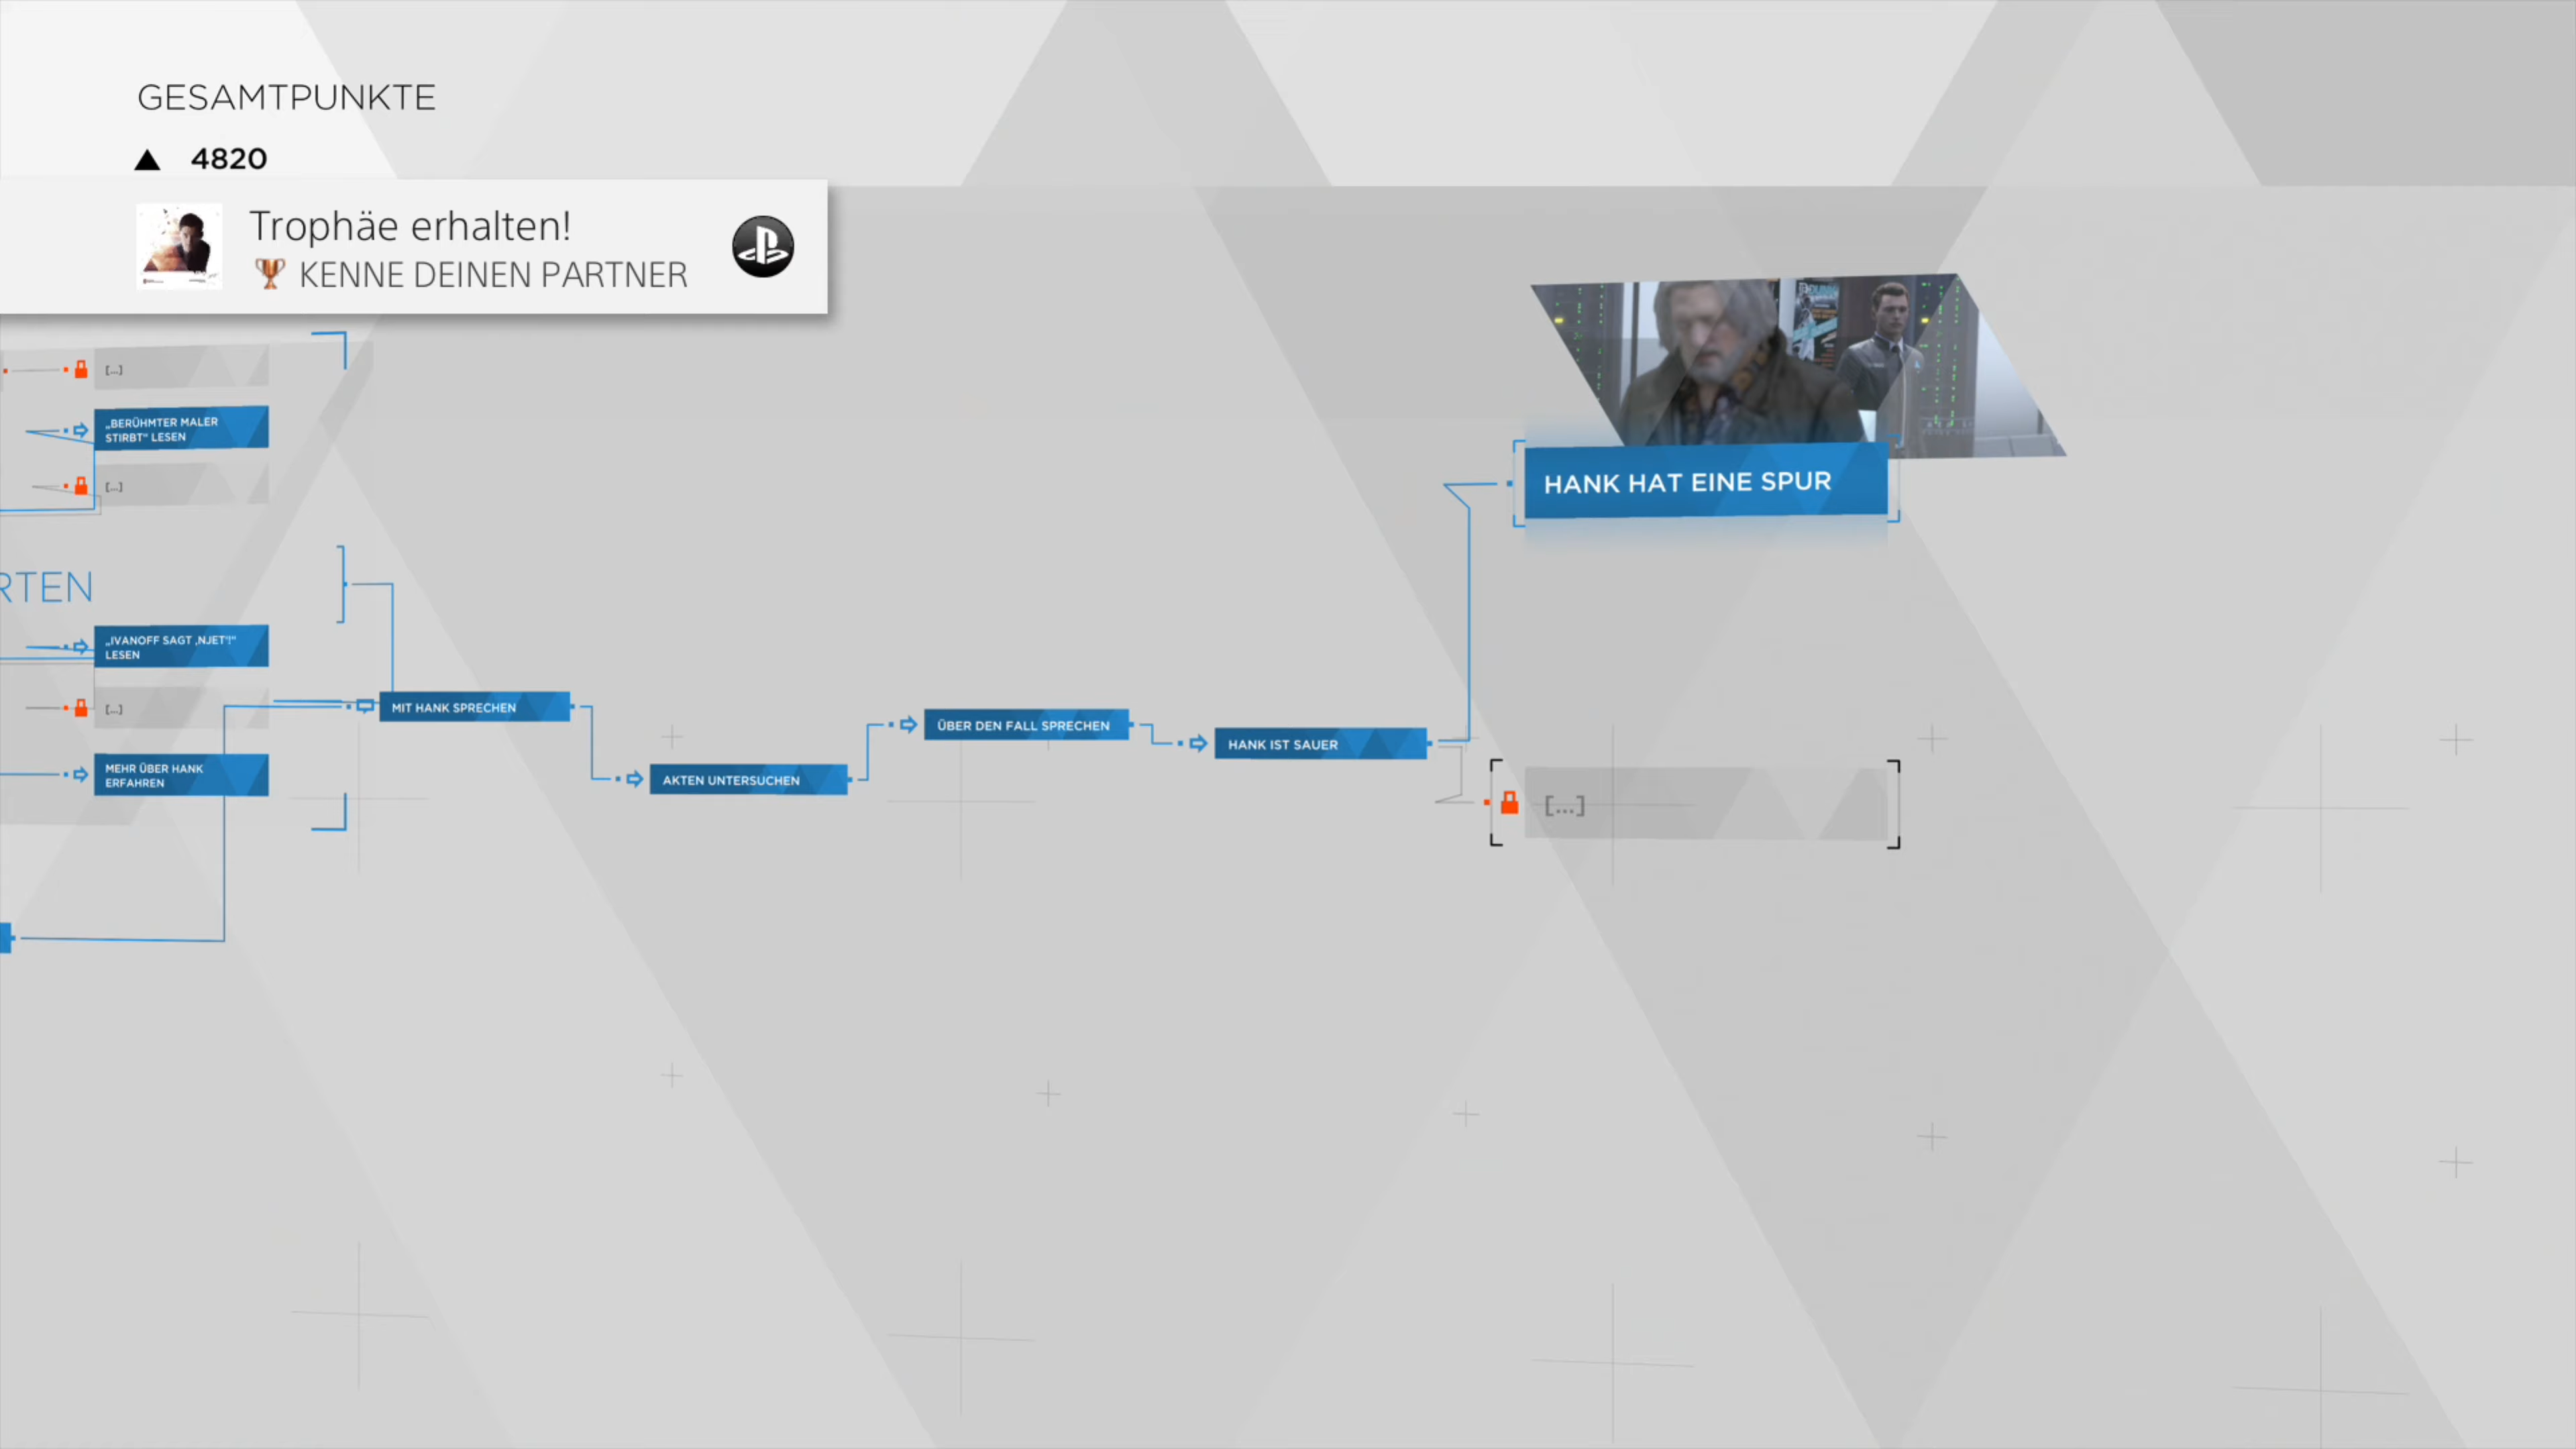 GESAMTPUNKTE
▲ 4820
Trophäe erhalten!
KENNE DEINEN PARTNER
[...]
„BERÜHMTER MALER
STIRBT“ LESEN
[...]
RTEN
„IVANOFF SAGT ‚NJET‘!“
LESEN
[...]
MEHR ÜBER HANK
ERFAHREN
MIT HANK SPRECHEN
AKTEN UNTERSUCHEN
ÜBER DEN FALL SPRECHEN
HANK IST SAUER
HANK HAT EINE SPUR
[...]